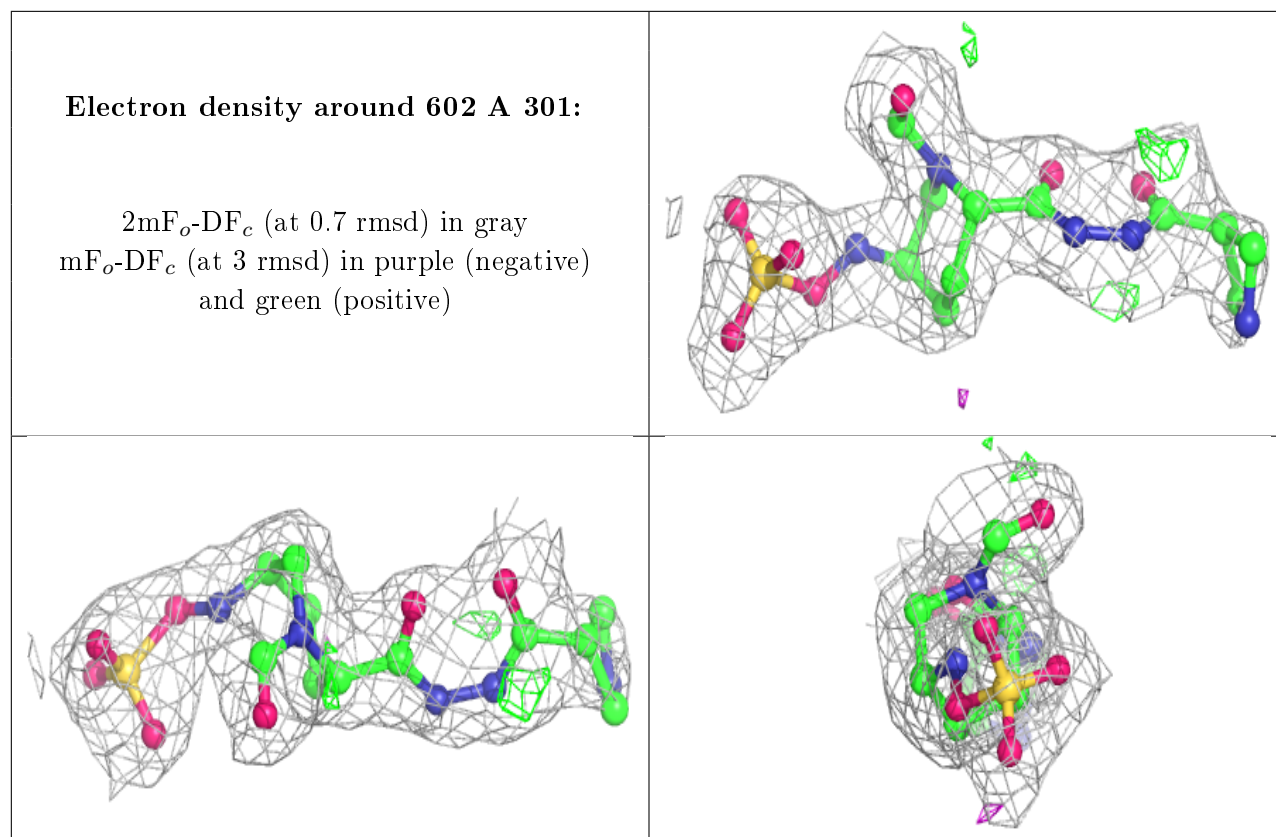 Electron density around 602 A 301:
2mFo-DFc (at 0.7 rmsd) in gray
mFo-DFc (at 3 rmsd) in purple (negative)
and green (positive)